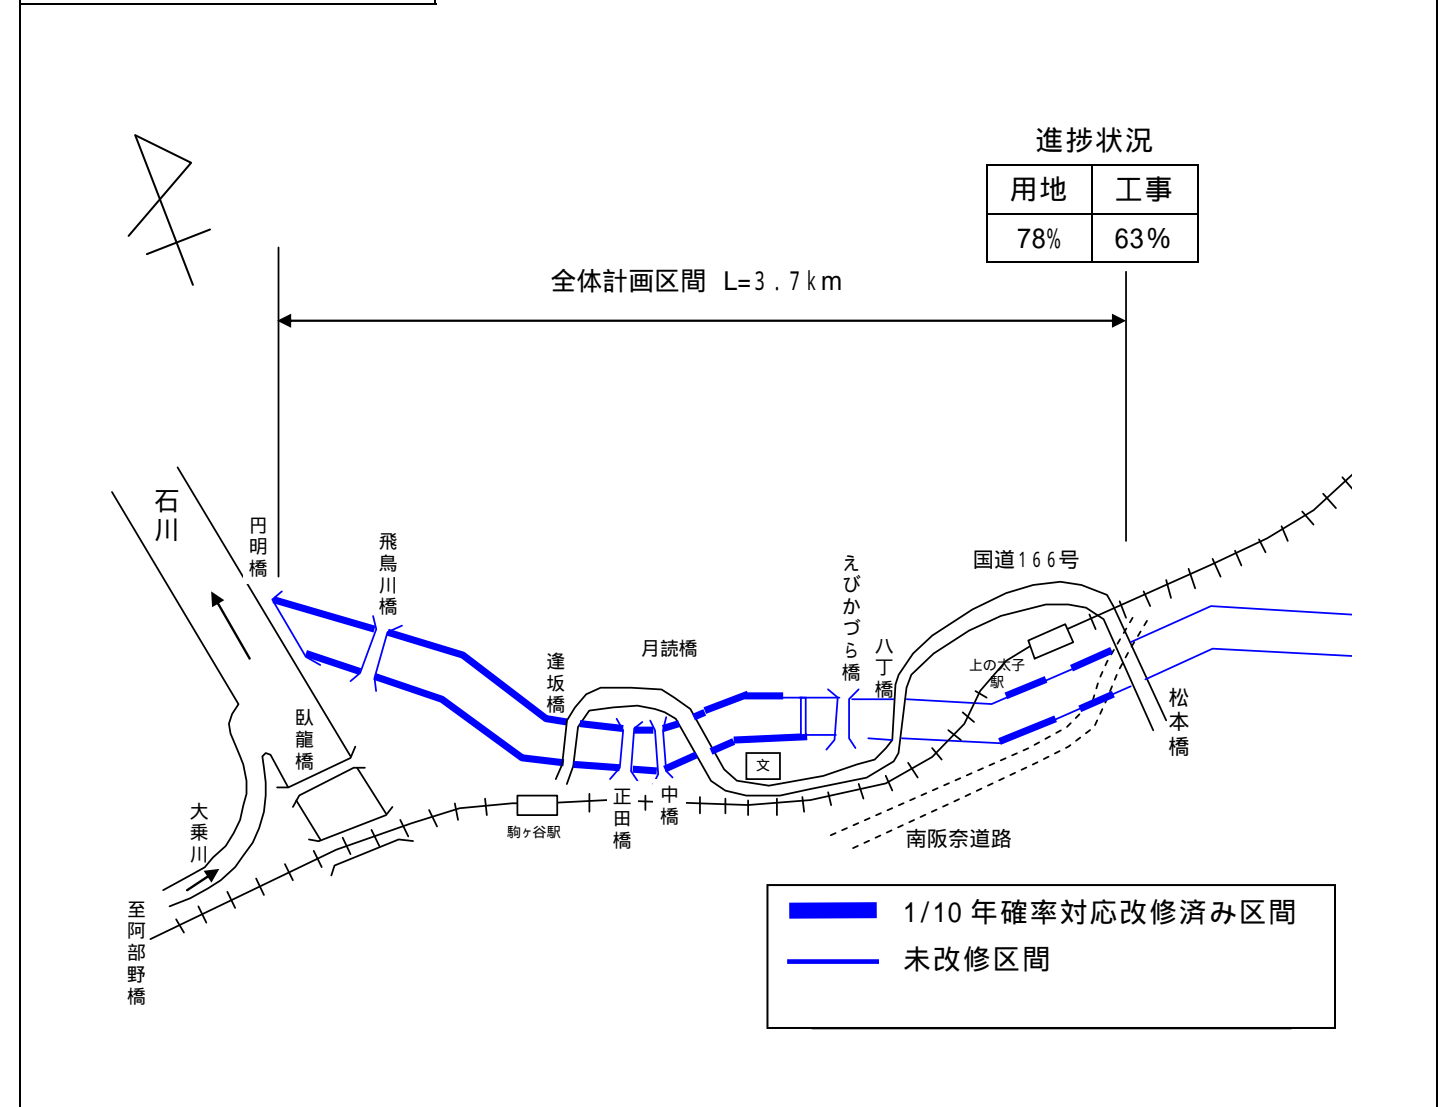 進捗状況
用地 工事
78% 63%
全体計画区間 L=3.7km
石川
円明橋
飛鳥川橋
逢坂橋
月読橋
えびかづら橋
八丁橋
国道166号
上の太子駅
松本橋
臥龍橋
大乗川
至阿部野橋
駒ヶ谷駅
正田橋
中橋
文
南阪奈道路
1/10年確率対応改修済み区間
未改修区間